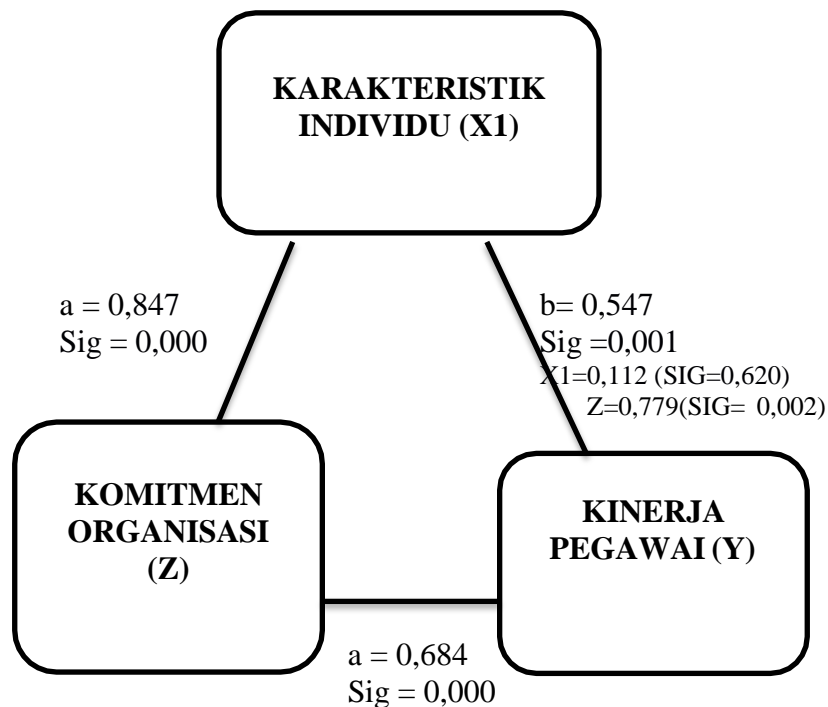 KARAKTERISTIK
INDIVIDU (X1)
a = 0,847
Sig = 0,000
b= 0,547
Sig =0,001
X1=0,112 (SIG=0,620)
Z=0,779(SIG= 0,002)
KOMITMEN
ORGANISASI
(Z)
KINERJA
PEGAWAI (Y)
a = 0,684
Sig = 0,000